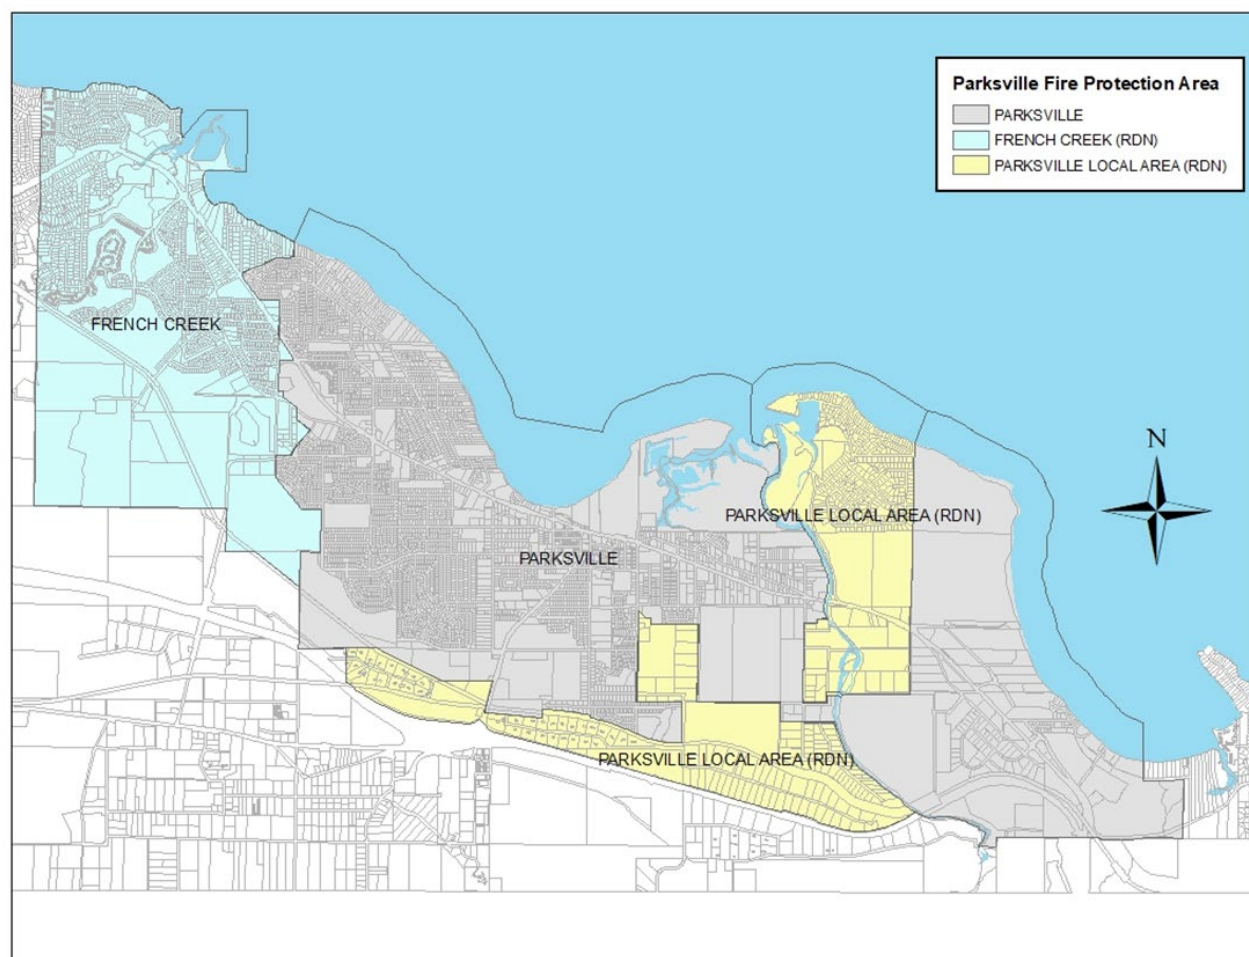 Parksville Fire Protection Area
PARKSVILLE
FRENCH CREEK (RDN)
PARKSVILLE LOCAL AREA (RDN)
FRENCH CREEK
N
PARKSVILLE LOCAL AREA (RDN)
PARKSVILLE
PARKSVILLE LOCAL AREA (RDN)